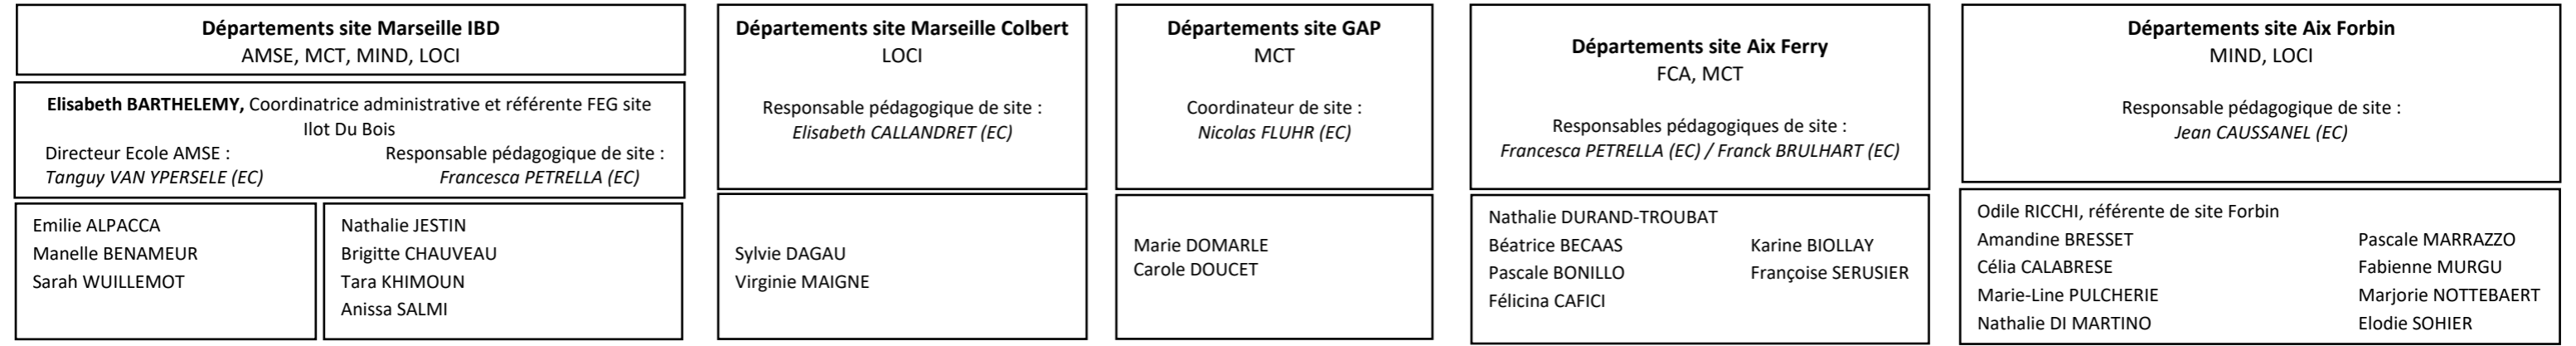 Départements site Marseille IBD
AMSE, MCT, MIND, LOCI
Elisabeth BARTHELEMY, Coordinatrice administrative et référente FEG site
Ilot Du Bois
Directeur Ecole AMSE :
Tanguy VAN YPERSELE (EC)
Responsable pédagogique de site :
Francesca PETRELLA (EC)
Emilie ALPACCA
Manelle BENAMEUR
Sarah WUILLEMOT
Nathalie JESTIN
Brigitte CHAUVEAU
Tara KHIMOUN
Anissa SALMI
Départements site Marseille Colbert
LOCI
Responsable pédagogique de site :
Elisabeth CALLANDRET (EC)
Sylvie DAGAU
Virginie MAIGNE
Départements site GAP
MCT
Coordinateur de site :
Nicolas FLUHR (EC)
Marie DOMARLE
Carole DOUCET
Départements site Aix Ferry
FCA, MCT
Responsables pédagogiques de site :
Francesca PETRELLA (EC) / Franck BRULHART (EC)
Nathalie DURAND-TROUBAT
Béatrice BECAAS
Pascale BONILLO
Félicina CAFICI
Karine BIOLLAY
Françoise SERUSIER
Départements site Aix Forbin
MIND, LOCI
Responsable pédagogique de site :
Jean CAUSSANEL (EC)
Odile RICCHI, référente de site Forbin
Amandine BRESSET
Célia CALABRESE
Marie-Line PULCHERIE
Nathalie DI MARTINO
Pascale MARRAZZO
Fabienne MURGU
Marjorie NOTTEBAERT
Elodie SOHIER